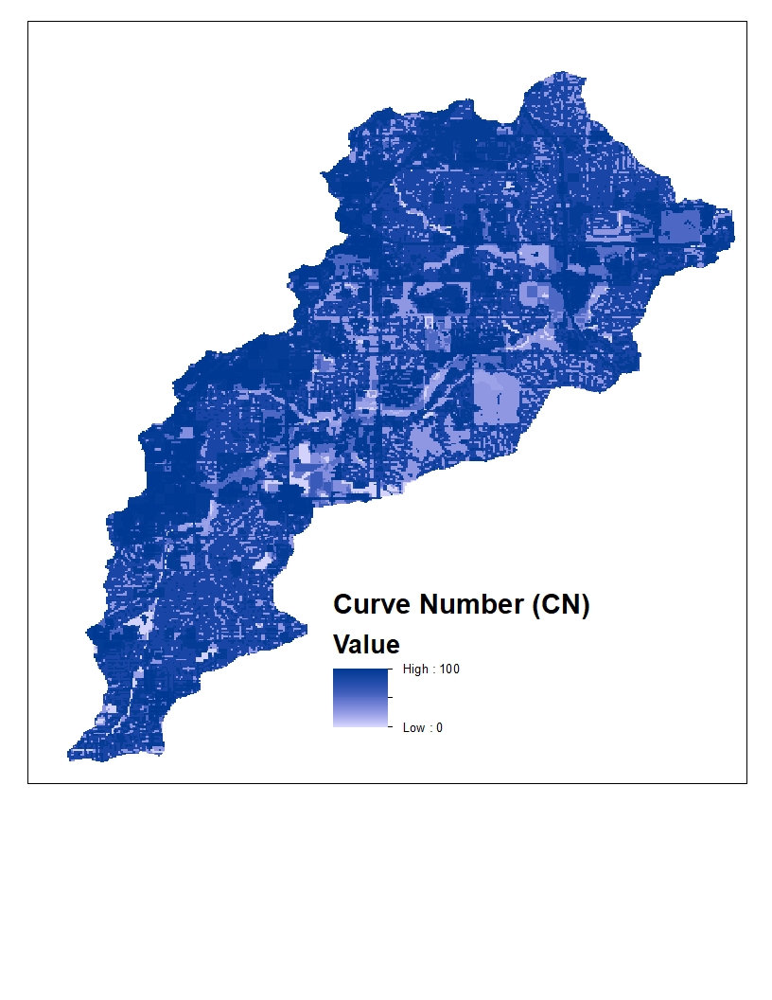 Curve Number (CN)
Value
High : 100
Low : 0